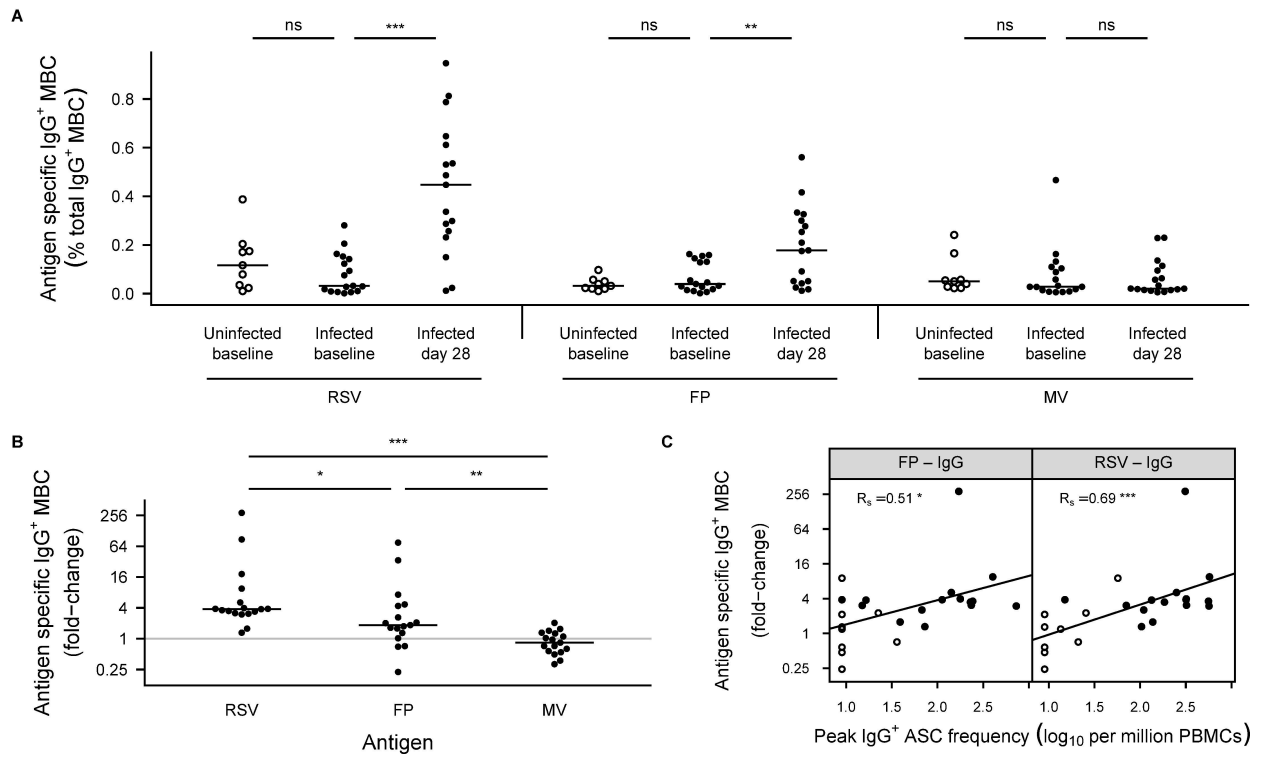 A
ns
***
ns
**
ns
ns
Antigen specific IgG+ MBC
(% total IgG+ MBC)
0.8
0.6
0.4
0.2
0.0
Uninfected baseline
Infected baseline
Infected day 28
Uninfected baseline
Infected baseline
Infected day 28
Uninfected baseline
Infected baseline
Infected day 28
RSV
FP
MV
B
***
*
**
Antigen specific IgG+ MBC
(fold−change)
256
64
16
4
1
0.25
RSV
FP
MV
Antigen
C
FP – IgG
RSV – IgG
Rs =0.51 *
Rs =0.69 ***
Antigen specific IgG+ MBC
(fold−change)
256
64
16
4
1
0.25
1.0 1.5 2.0 2.5
1.0 1.5 2.0 2.5
Peak IgG+ ASC frequency (log10 per million PBMCs)